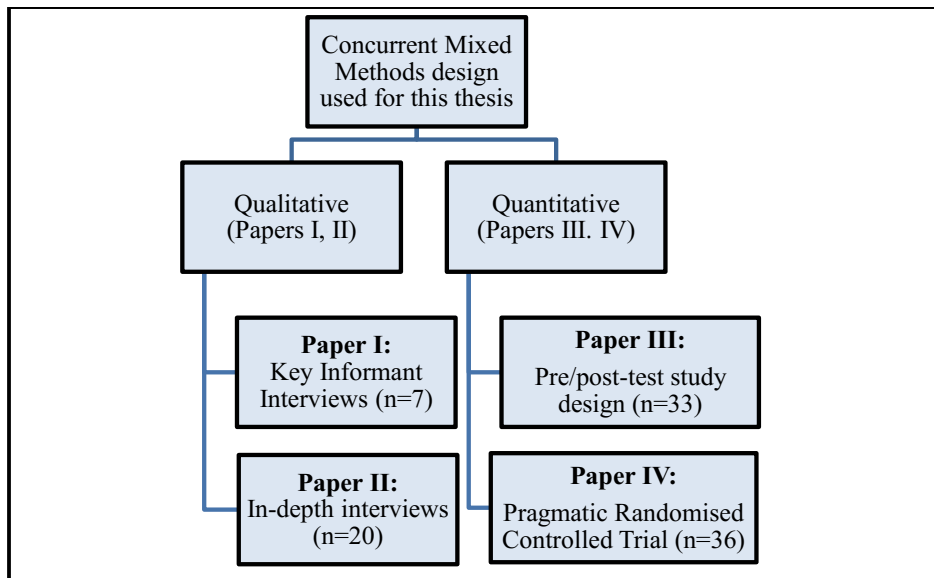 Concurrent Mixed
Methods design
used for this thesis
Qualitative
(Papers I, II)
Quantitative
(Papers III. IV)
Paper I:
Key Informant
Interviews (n=7)
Paper III:
Pre/post-test study
design (n=33)
Paper II:
In-depth interviews
(n=20)
Paper IV:
Pragmatic Randomised
Controlled Trial (n=36)